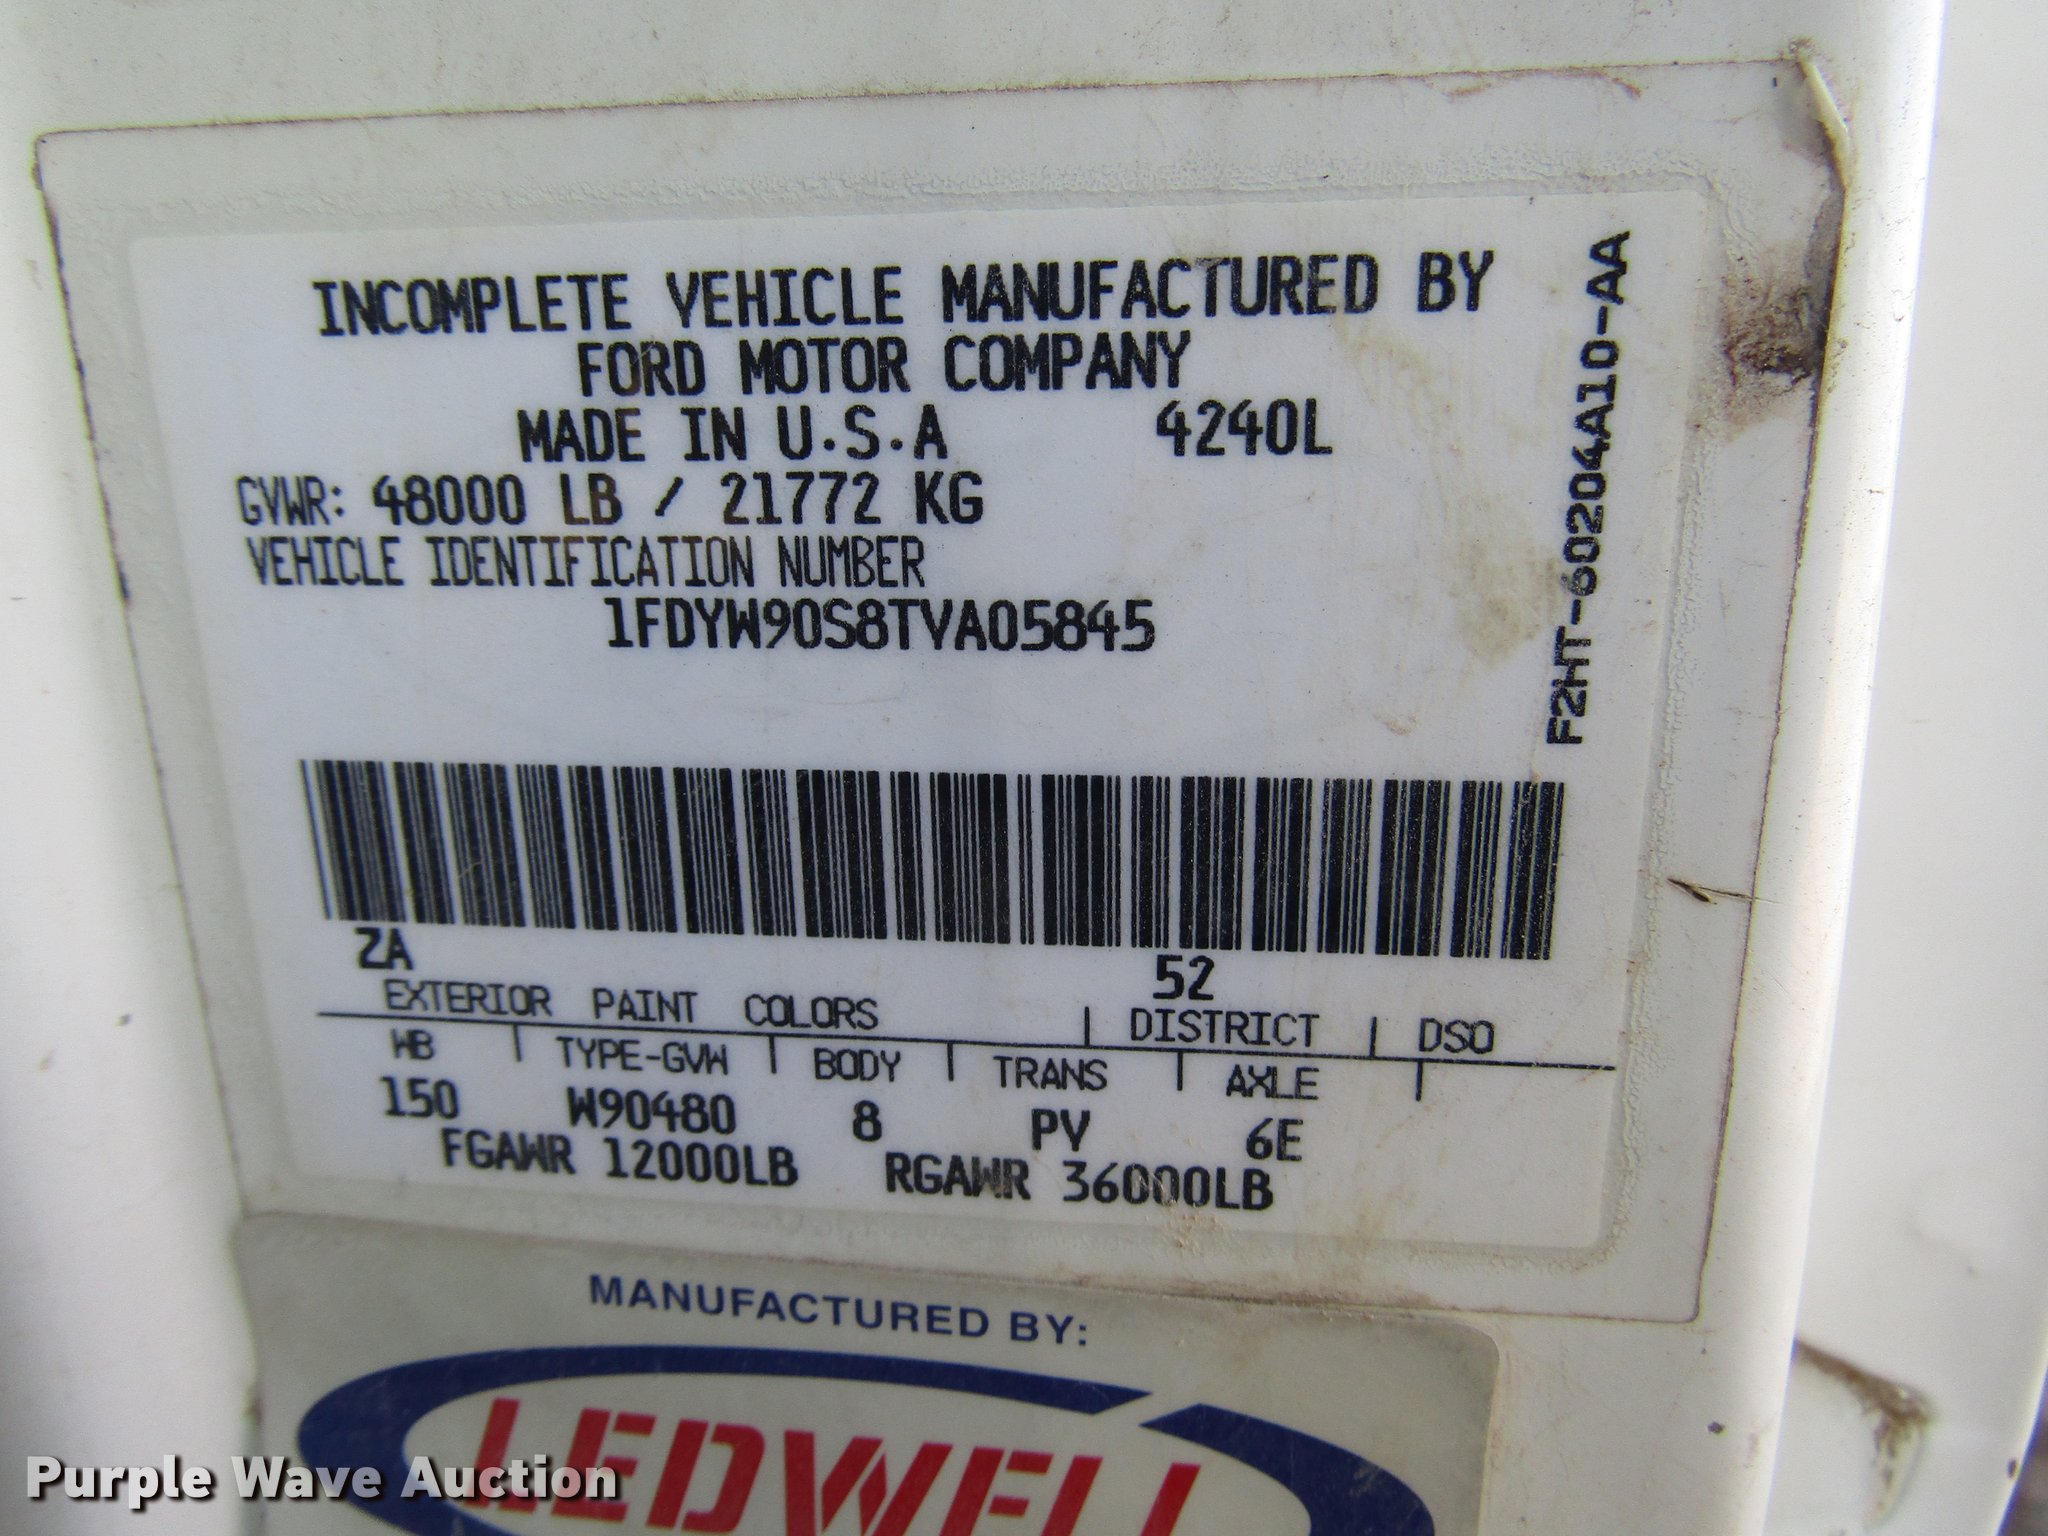 INCOMPLETE VEHICLE MANUFACTURED BY
FORD MOTOR COMPANY
MADE IN U.S.A 4240L
GVWR: 48000 LB / 21772 KG
VEHICLE IDENTIFICATION NUMBER
1FDYW90S8TVA05845
F2HT-60204A10-AA
ZA 52
EXTERIOR PAINT COLORS | DISTRICT | DSO
WB | TYPE-GVW | BODY | TRANS | AXLE |
150 W90480 8 PV 6E
FGAWR 12000LB RGAWR 36000LB
MANUFACTURED BY:
LEDWELL
Purple Wave Auction